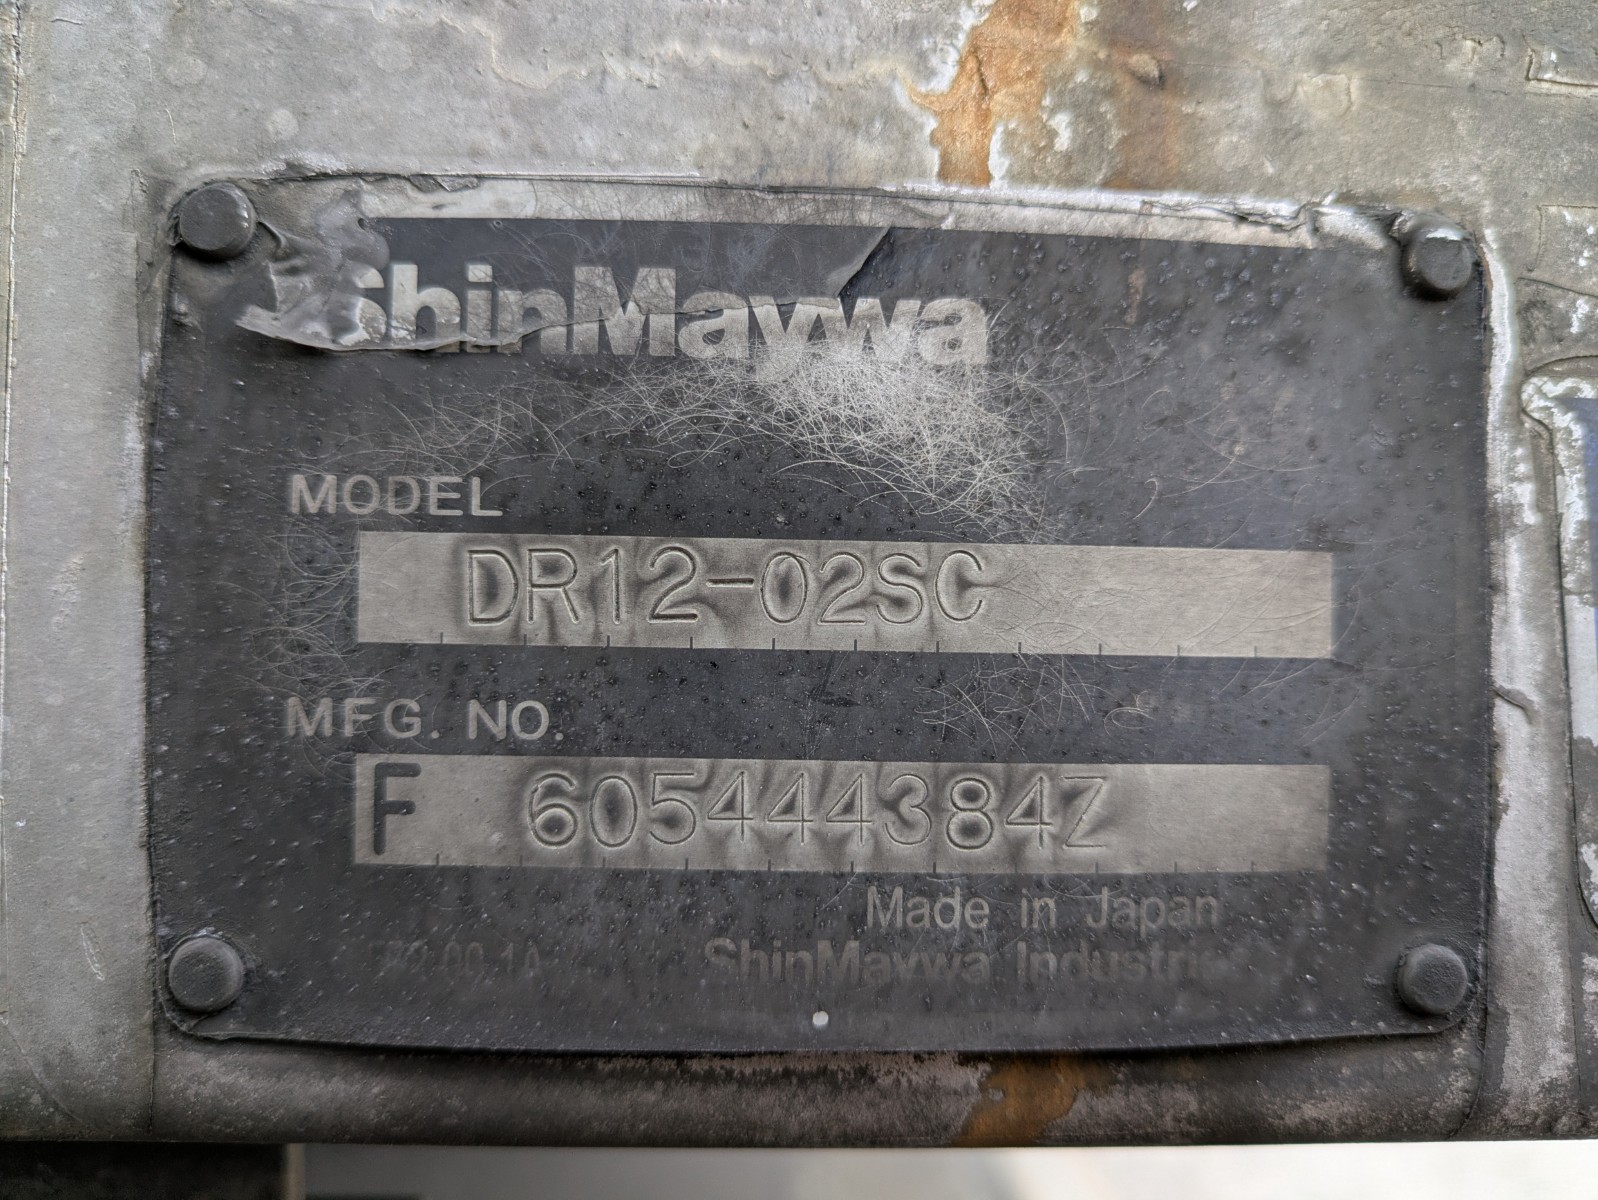 ShinMaywa
MODEL
DR12-02SC
MFG. NO.
F 605444384Z
Made in Japan
ShinMaywa Industries